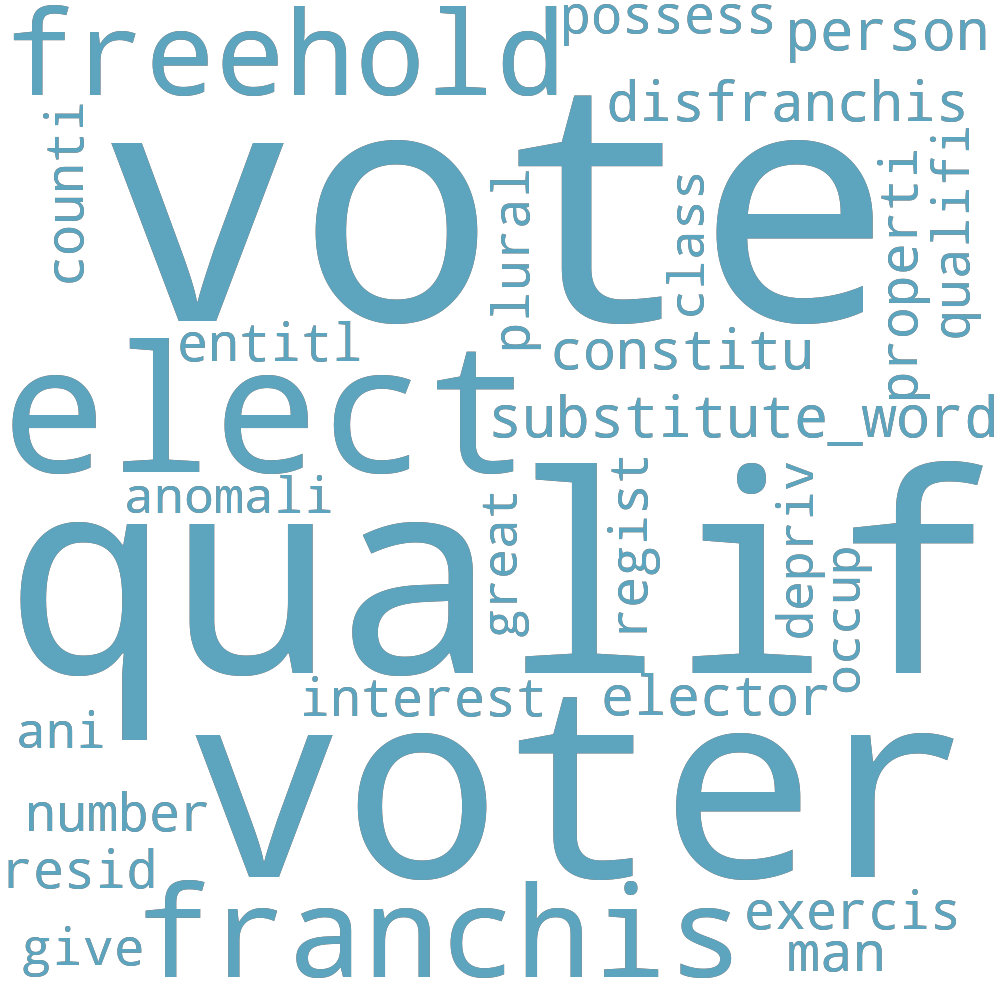 freehold
possess
person
disfranchis
counti
vote
plural
class
properti
qualifi
entitl
constitu
elect
substitute_word
anomali
qualif
great
regist
depriv
occup
interest
elector
ani
voter
number
resid
franchis
exercis
give
man